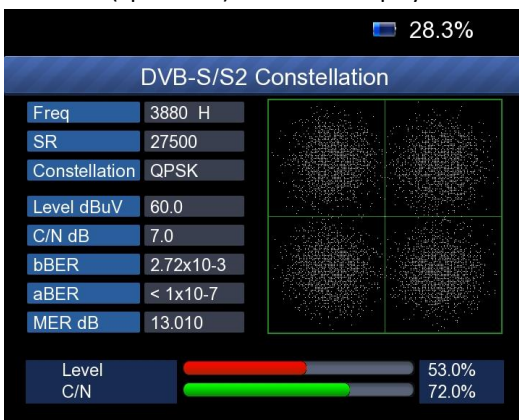 28.3%
DVB-S/S2 Constellation
Freq 3880 H
SR 27500
Constellation QPSK
Level dBuV 60.0
C/N dB 7.0
bBER 2.72x10-3
aBER < 1x10-7
MER dB 13.010
Level 53.0%
C/N 72.0%